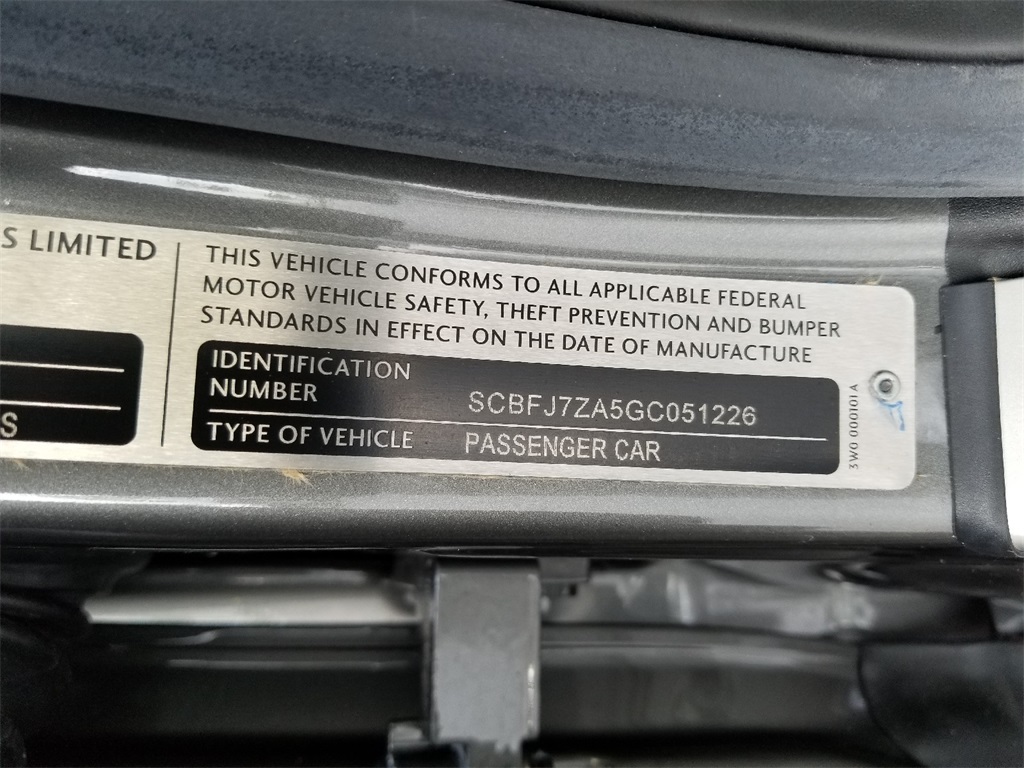 S LIMITED
THIS VEHICLE CONFORMS TO ALL APPLICABLE FEDERAL
MOTOR VEHICLE SAFETY, THEFT PREVENTION AND BUMPER
STANDARDS IN EFFECT ON THE DATE OF MANUFACTURE
IDENTIFICATION
NUMBER
SCBFJ7ZA5GC051226
TYPE OF VEHICLE
PASSENGER CAR
S
3W0 000101 A